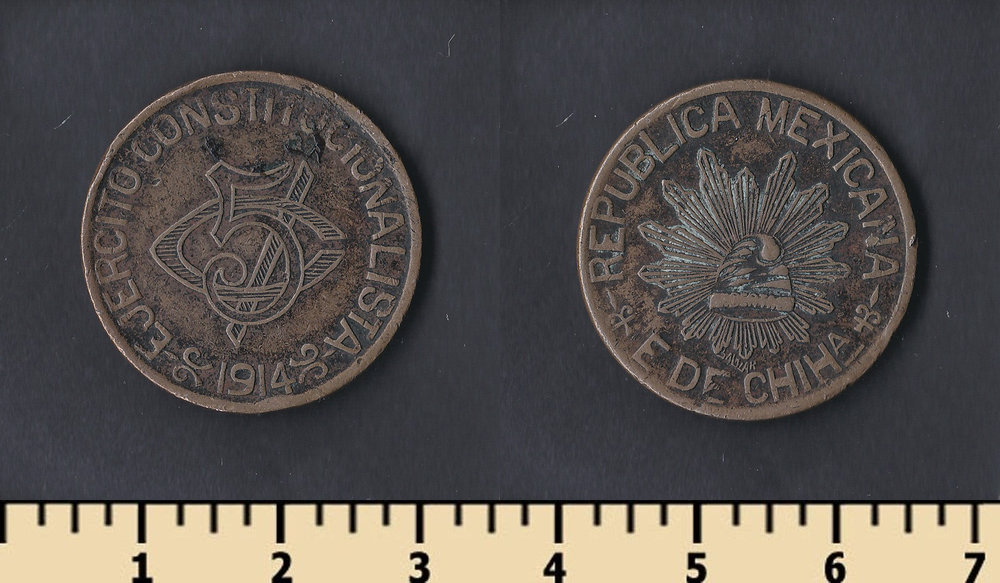 EJERCITO CONSTITUCIONALISTA
5 ¢
1914
REPUBLICA MEXICANA
E DE CHIHA
1 2 3 4 5 6 7